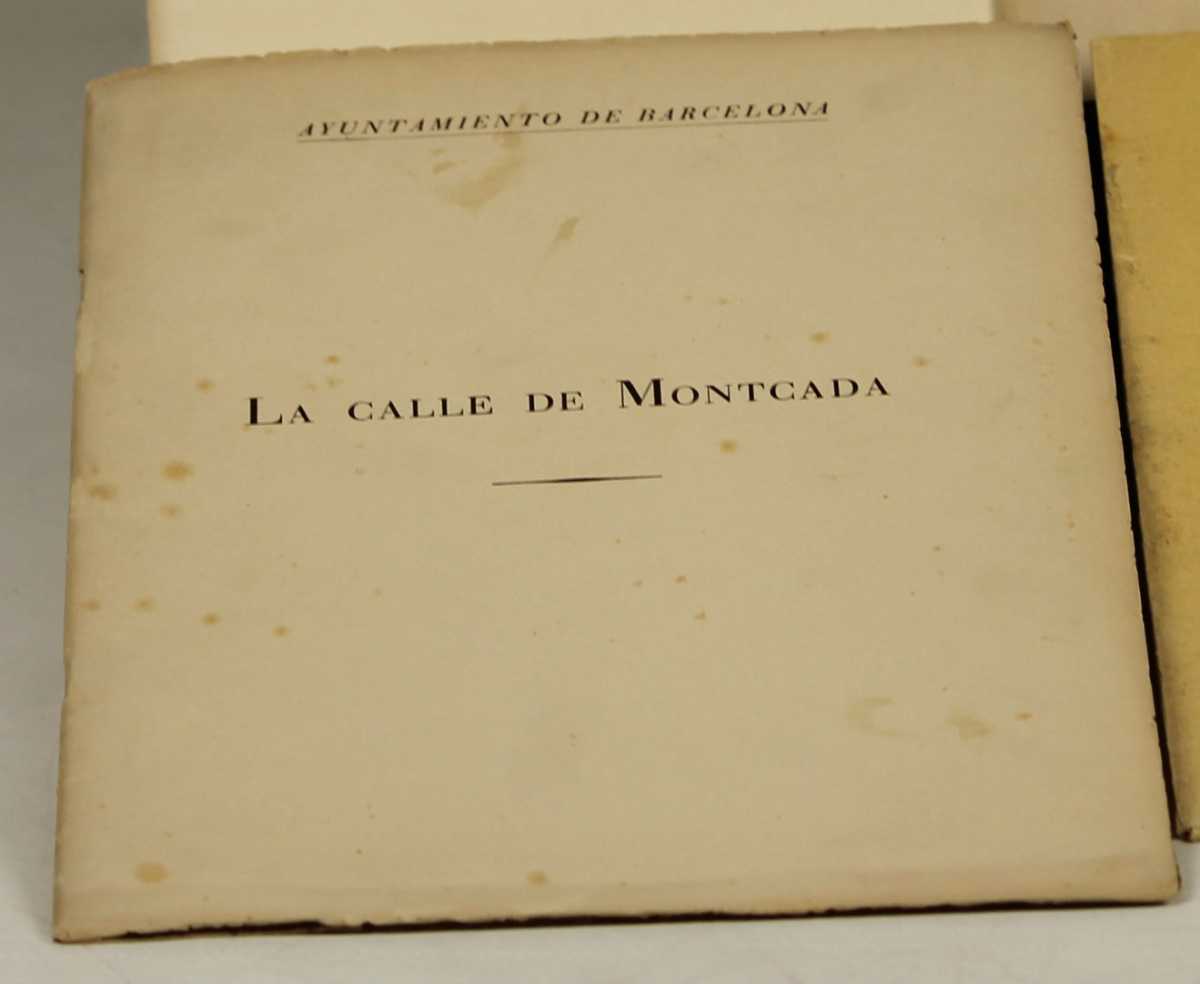 AYUNTAMIENTO DE BARCELONA
LA CALLE DE MONTCADA